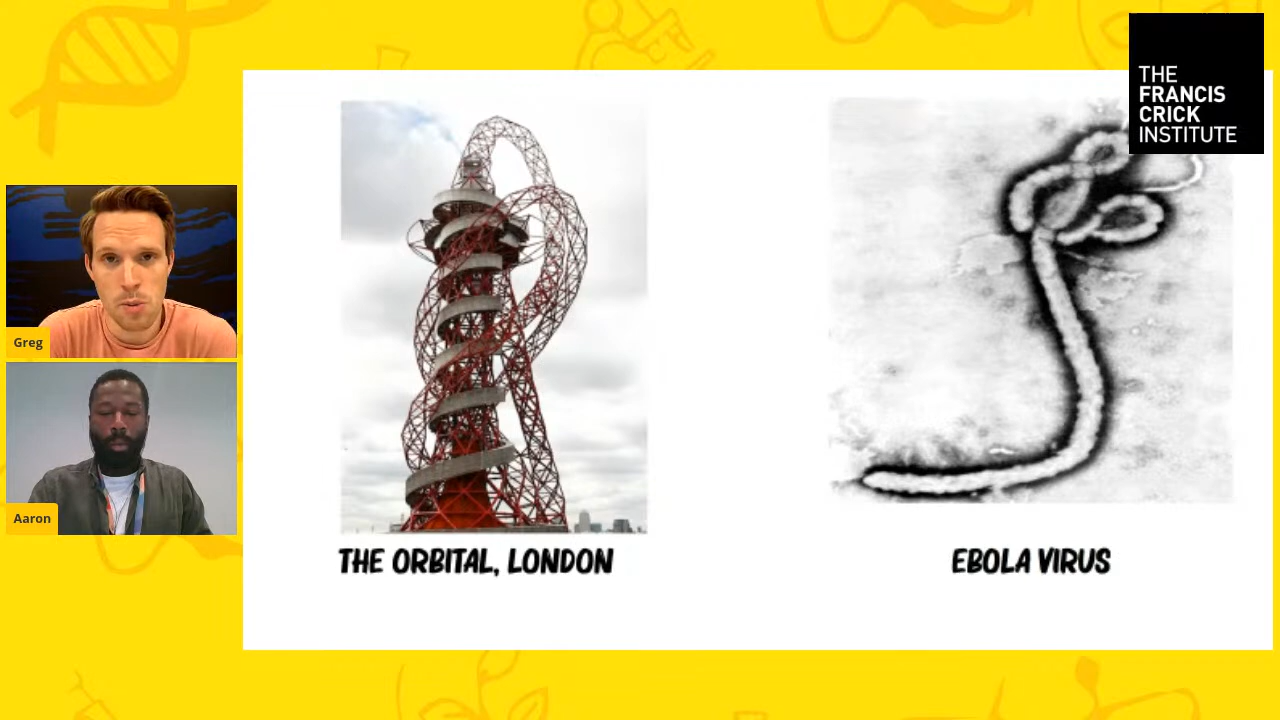 THE
FRANCIS
CRICK
INSTITUTE
Greg
Aaron
THE ORBITAL, LONDON
EBOLA VIRUS